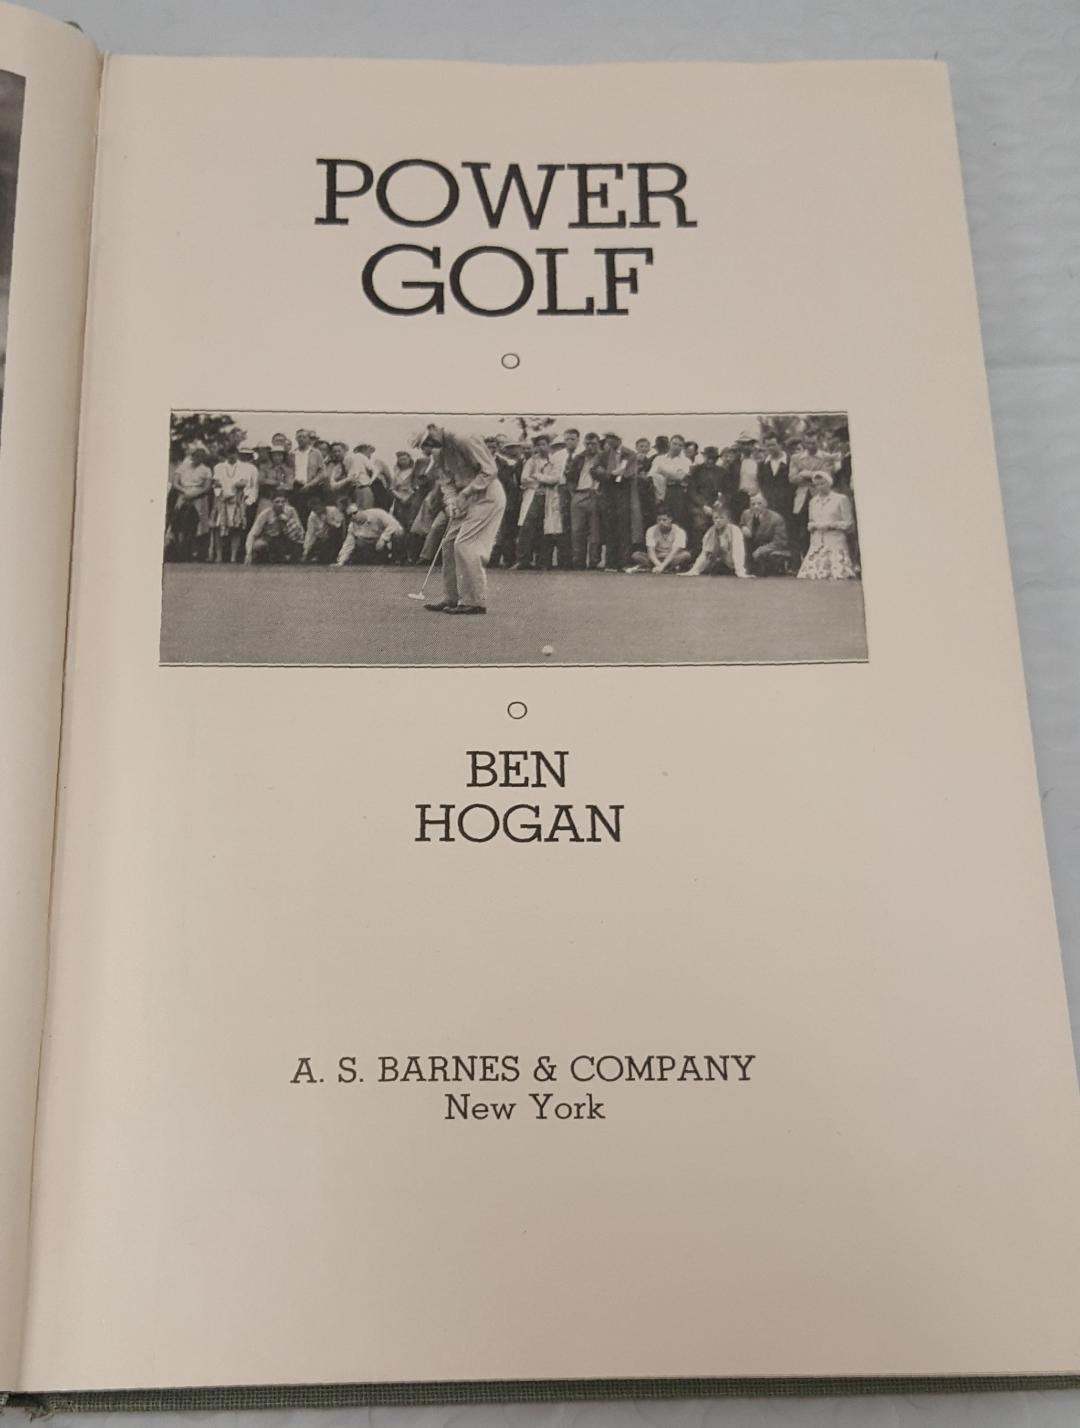 POWER
GOLF
BEN
HOGAN
A. S. BARNES & COMPANY
New York